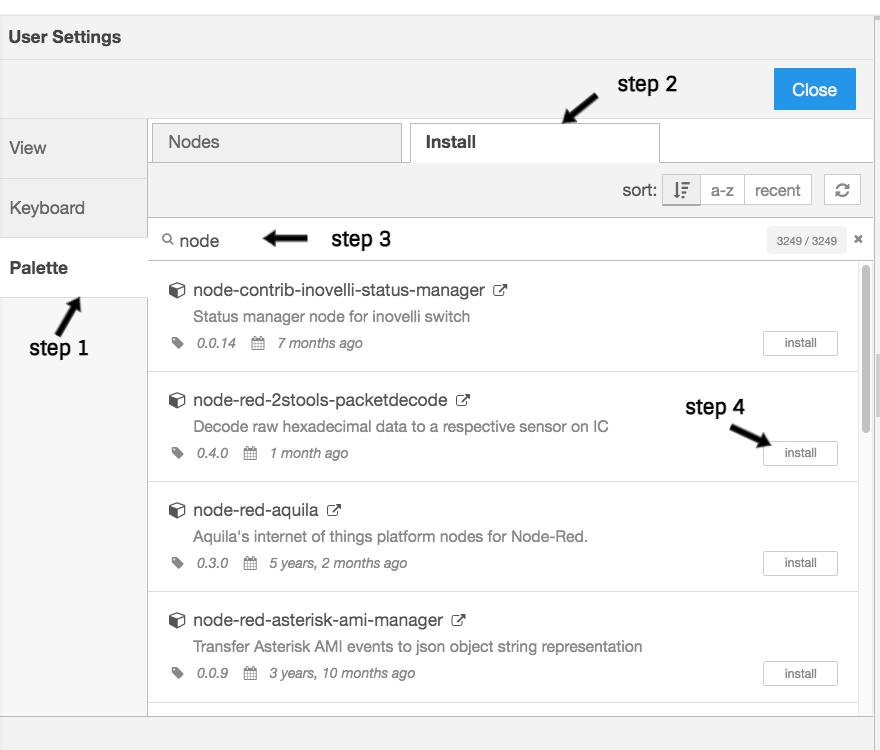 User Settings
step 2
Close
View
Nodes
Install
sort:
a-z
recent
Keyboard
node
step 3
3249 / 3249
Palette
step 1
node-contrib-inovelli-status-manager
Status manager node for inovelli switch
0.0.14
7 months ago
install
node-red-2stools-packetdecode
step 4
Decode raw hexadecimal data to a respective sensor on IC
0.4.0
1 month ago
install
node-red-aquila
Aquila's internet of things platform nodes for Node-Red.
0.3.0
5 years, 2 months ago
install
node-red-asterisk-ami-manager
Transfer Asterisk AMI events to json object string representation
0.0.9
3 years, 10 months ago
install